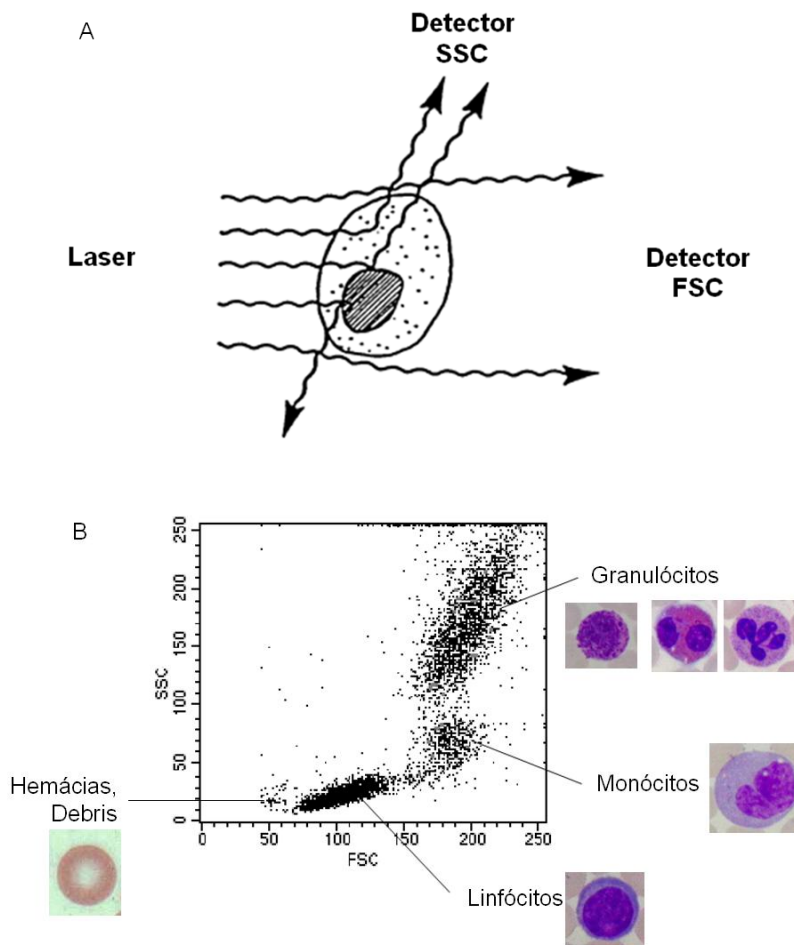 A
Detector
SSC
Laser
Detector
FSC
B
250
200
150
100
50
0
SSC
0
50
100
150
200
250
FSC
Granulócitos
Monócitos
Hemácias,
Debris
Linfócitos